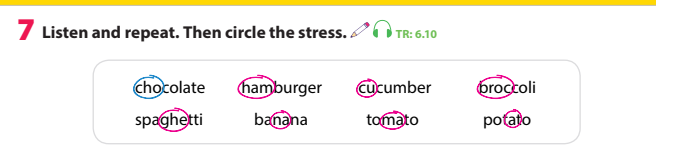 7 Listen and repeat. Then circle the stress. TR: 6.10
chocolate hamburger cucumber broccoli
spaghetti banana tomato potato